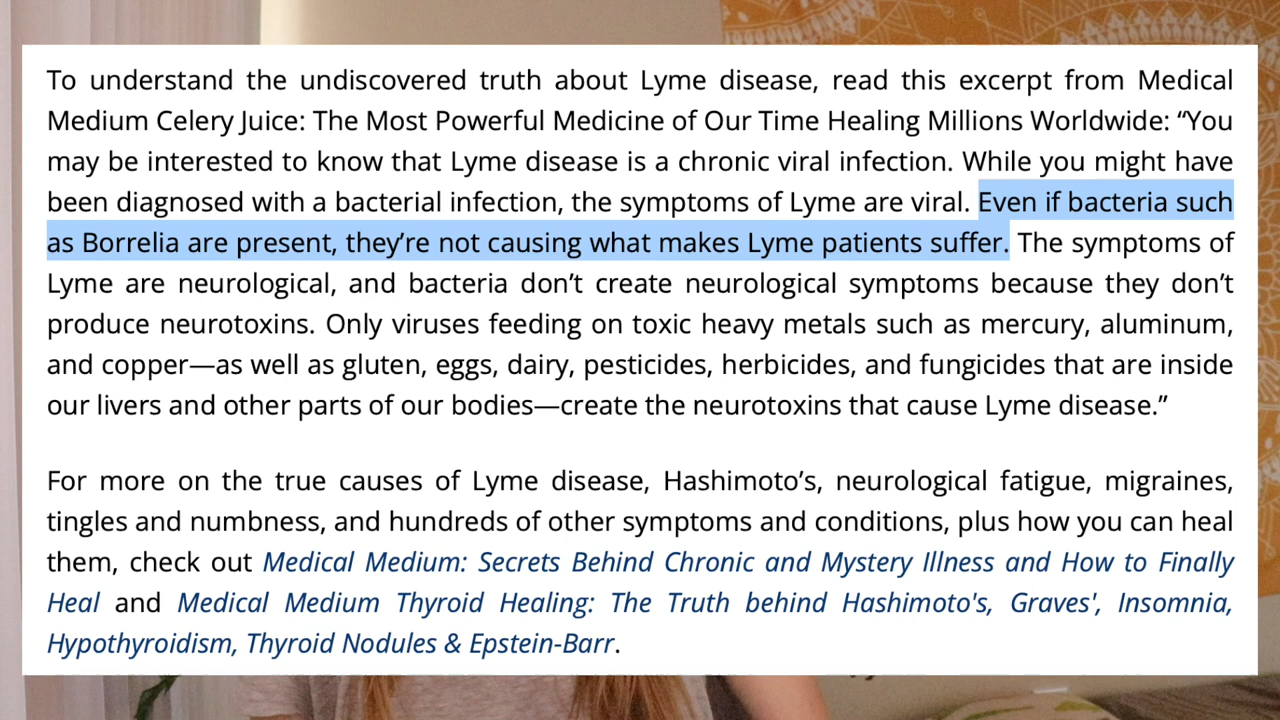 To understand the undiscovered truth about Lyme disease, read this excerpt from Medical
Medium Celery Juice: The Most Powerful Medicine of Our Time Healing Millions Worldwide: “You
may be interested to know that Lyme disease is a chronic viral infection. While you might have
been diagnosed with a bacterial infection, the symptoms of Lyme are viral. Even if bacteria such
as Borrelia are present, they’re not causing what makes Lyme patients suffer. The symptoms of
Lyme are neurological, and bacteria don’t create neurological symptoms because they don’t
produce neurotoxins. Only viruses feeding on toxic heavy metals such as mercury, aluminum,
and copper—as well as gluten, eggs, dairy, pesticides, herbicides, and fungicides that are inside
our livers and other parts of our bodies—create the neurotoxins that cause Lyme disease.”
For more on the true causes of Lyme disease, Hashimoto’s, neurological fatigue, migraines,
tingles and numbness, and hundreds of other symptoms and conditions, plus how you can heal
them, check out Medical Medium: Secrets Behind Chronic and Mystery Illness and How to Finally
Heal and Medical Medium Thyroid Healing: The Truth behind Hashimoto's, Graves', Insomnia,
Hypothyroidism, Thyroid Nodules & Epstein-Barr.